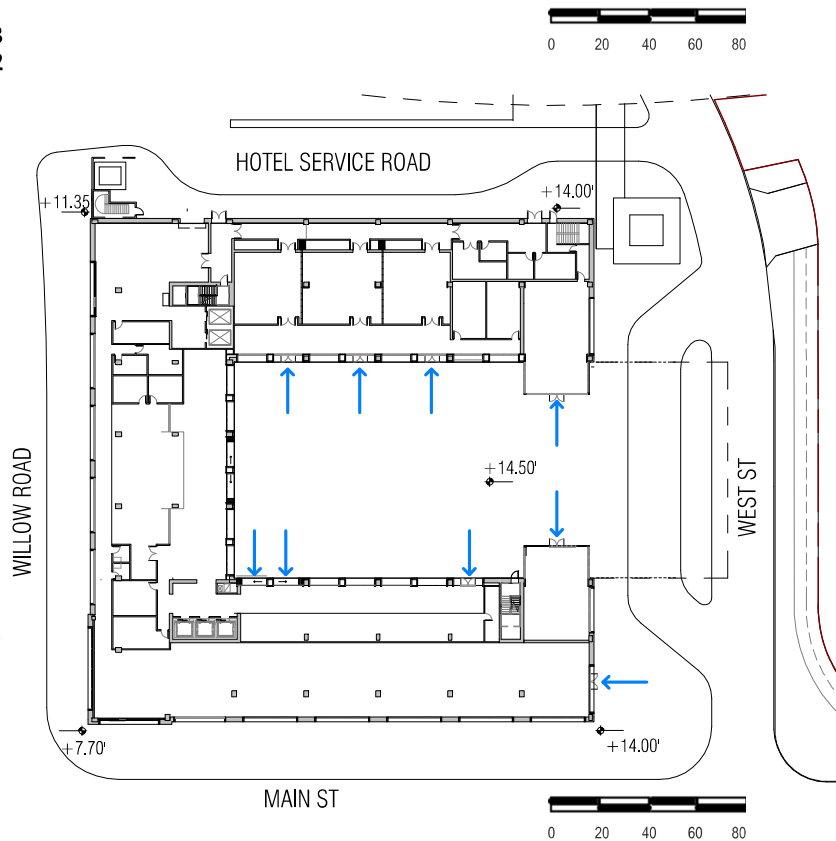 0 20 40 60 80
HOTEL SERVICE ROAD
+11.35
+14.00'
+14.50'
WILLOW ROAD
WEST ST
+7.70'
+14.00'
MAIN ST
0 20 40 60 80